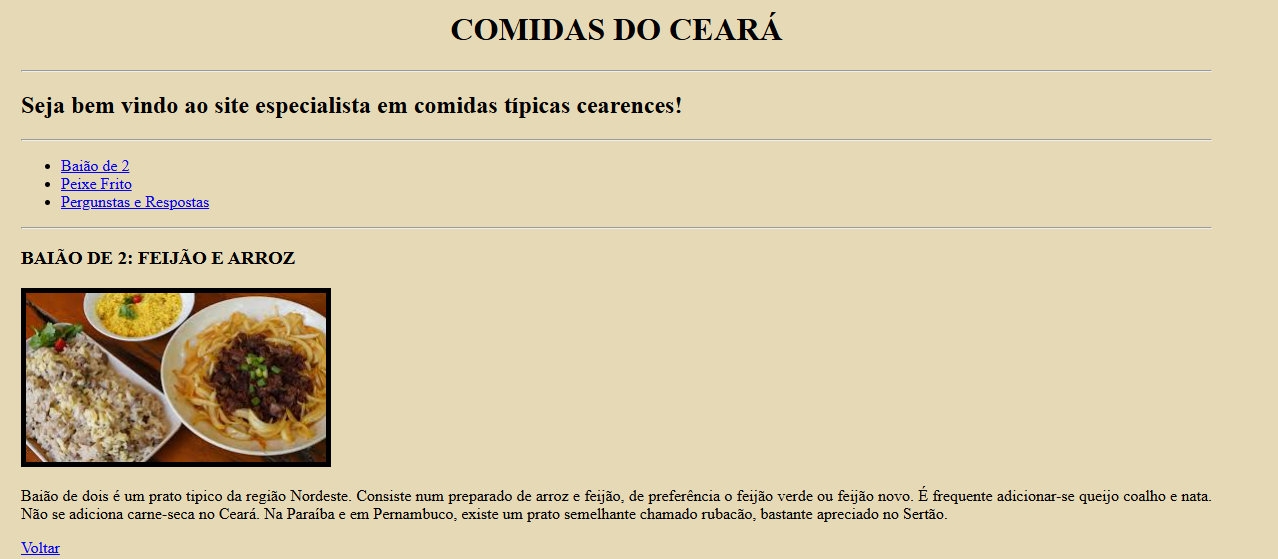 COMIDAS DO CEARÁ
Seja bem vindo ao site especialista em comidas típicas cearences!
Baião de 2
Peixe Frito
Pergunstas e Respostas
BAIÃO DE 2: FEIJÃO E ARROZ
Baião de dois é um prato tipico da região Nordeste. Consiste num preparado de arroz e feijão, de preferência o feijão verde ou feijão novo. É frequente adicionar-se queijo coalho e nata.
Não se adiciona carne-seca no Ceará. Na Paraíba e em Pernambuco, existe um prato semelhante chamado rubacão, bastante apreciado no Sertão.
Voltar